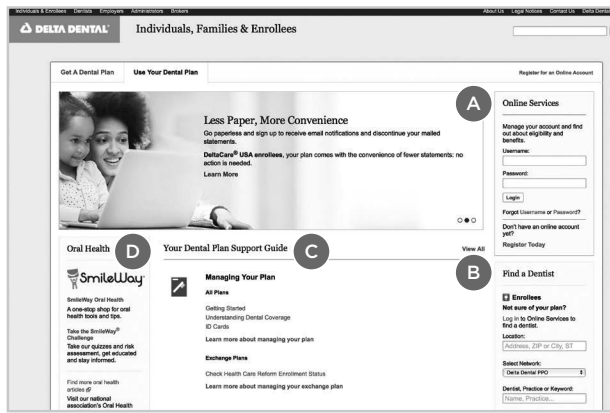 Individuals & Enrollees Dentists Employers Administrators Brokers
About Us Legal Notices Contact Us Delta Dental
DELTA DENTAL®
Individuals, Families & Enrollees
Get A Dental Plan
Use Your Dental Plan
Register for an Online Account
Less Paper, More Convenience
Go paperless and sign up to receive email notifications and discontinue your mailed
statements.
DeltaCare® USA enrollees, your plan comes with the convenience of fewer statements: no
action is needed.
Learn More
A
Online Services
Manage your account and find
out about eligibility and
benefits.
Username:
Password:
Login
Forgot Username or Password?
Don't have an online account
yet?
Register Today
Oral Health
D
SmileWay
SmileWay Oral Health
A one-stop shop for oral
health tools and tips.
Take the SmileWay®
Challenge
Take our quizzes and risk
assessment, get educated
and stay informed.
Find more oral health
articles
Visit our national
association's Oral Health
Your Dental Plan Support Guide
C
View All
Managing Your Plan
All Plans
Getting Started
Understanding Dental Coverage
ID Cards
Learn more about managing your plan
Exchange Plans
Check Health Care Reform Enrollment Status
Learn more about managing your exchange plan
B
Find a Dentist
Enrollees
Not sure of your plan?
Log in to Online Services to
find a dentist.
Location:
Address, ZIP or City, ST
Select Network:
Delta Dental PPO
Dentist, Practice or Keyword:
Name, Practice...